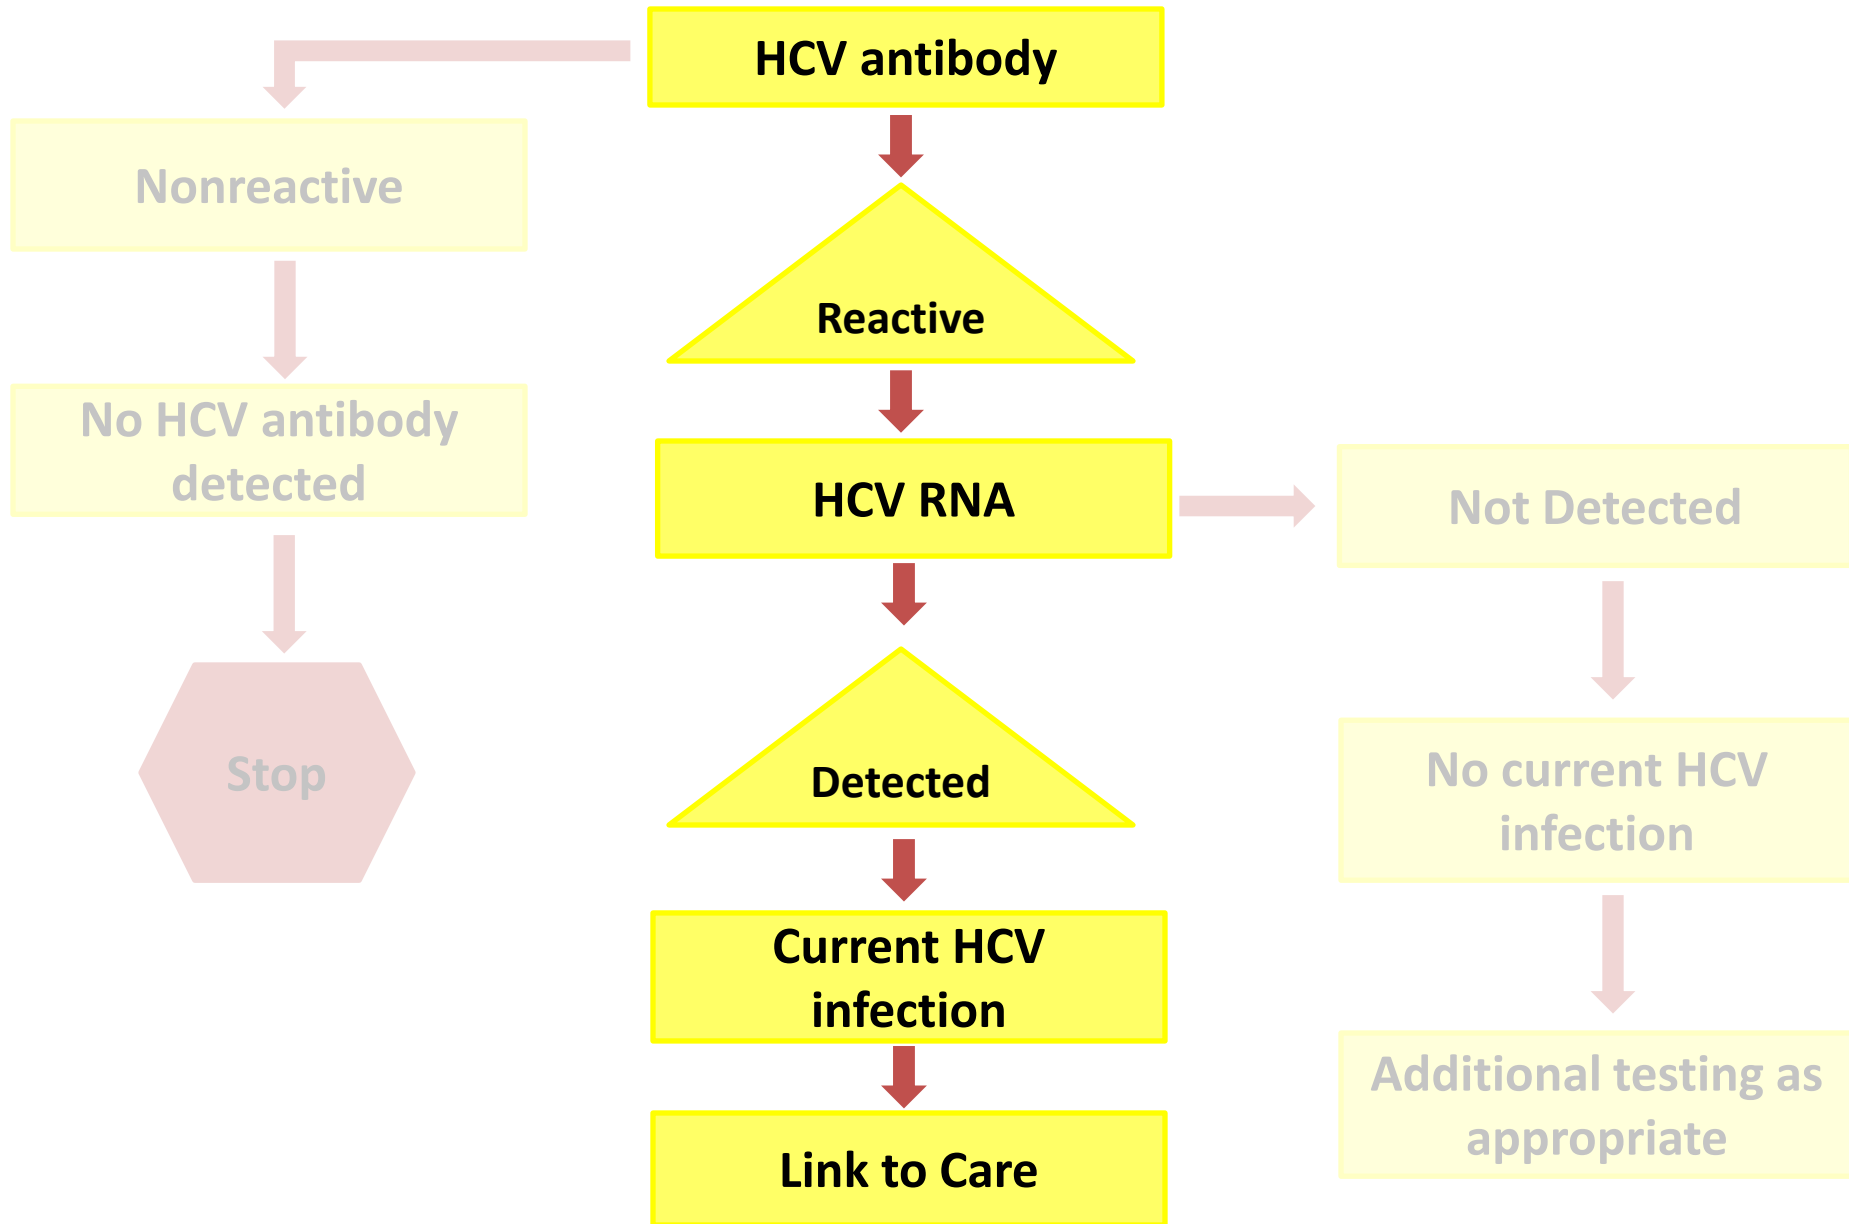 HCV antibody
Nonreactive
Reactive
No HCV antibody
detected
HCV RNA
Not Detected
Stop
Detected
No current HCV
infection
Current HCV
infection
Additional testing as
appropriate
Link to Care